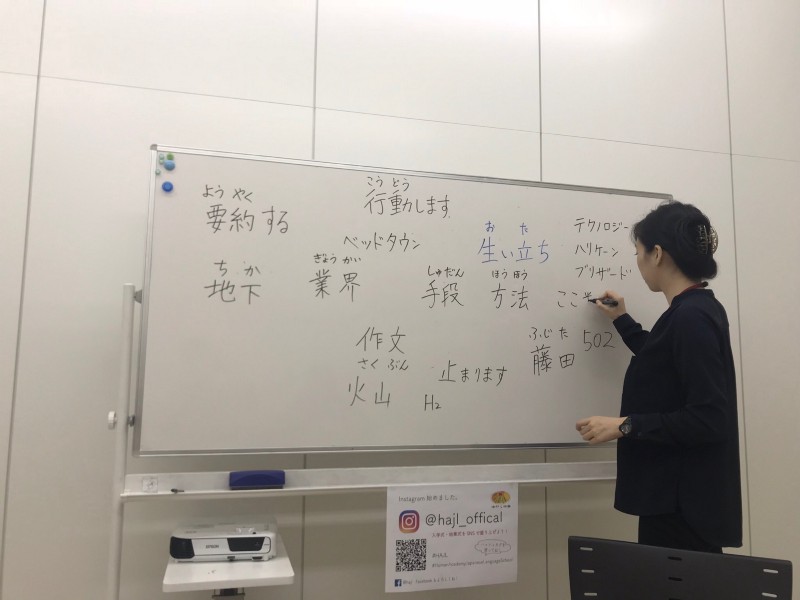 よう やく
要約する
こう どう
行動します
ベッドタウン
お た
生い立ち
テクノロジー
ハリケーン
ブリザード
ち か
地下
ぎょう かい
業界
しゅ だん
手段
ほう ほう
方法
ここ
作文
さく ぶん
ふじ た
藤田
502
火山
止まります
H2
Instagram 始めました。
@hajl_offical
#HAJL
EPSON